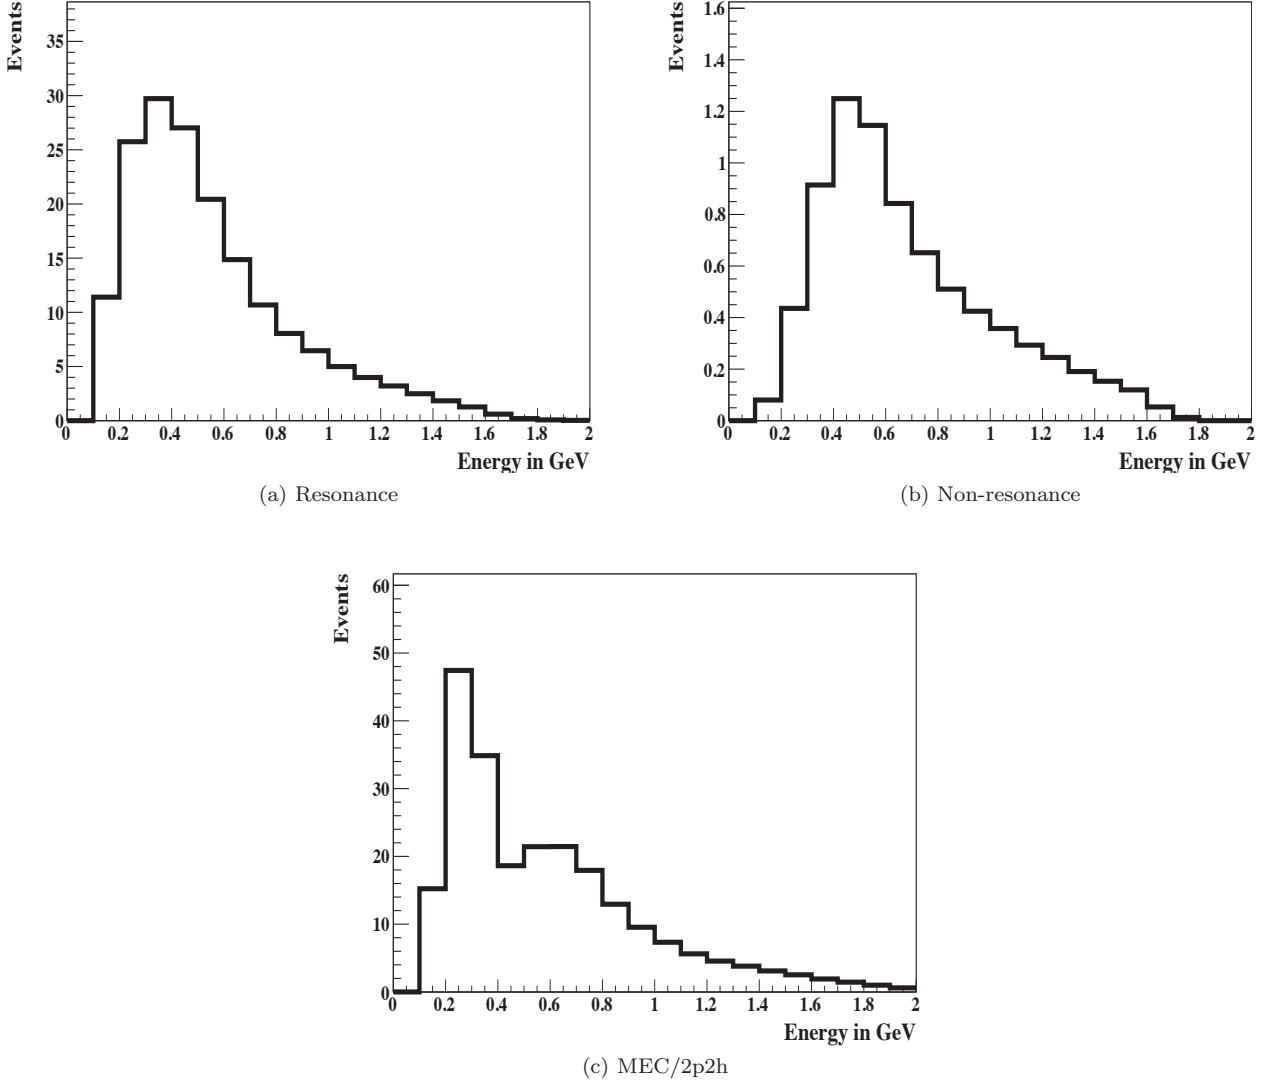 Events
35
30
25
20
15
10
5
0
0 0.2 0.4 0.6 0.8 1 1.2 1.4 1.6 1.8 2
Energy in GeV
(a) Resonance
Events
1.6
1.4
1.2
1
0.8
0.6
0.4
0.2
0
0 0.2 0.4 0.6 0.8 1 1.2 1.4 1.6 1.8 2
Energy in GeV
(b) Non-resonance
Events
60
50
40
30
20
10
0
0 0.2 0.4 0.6 0.8 1 1.2 1.4 1.6 1.8 2
Energy in GeV
(c) MEC/2p2h